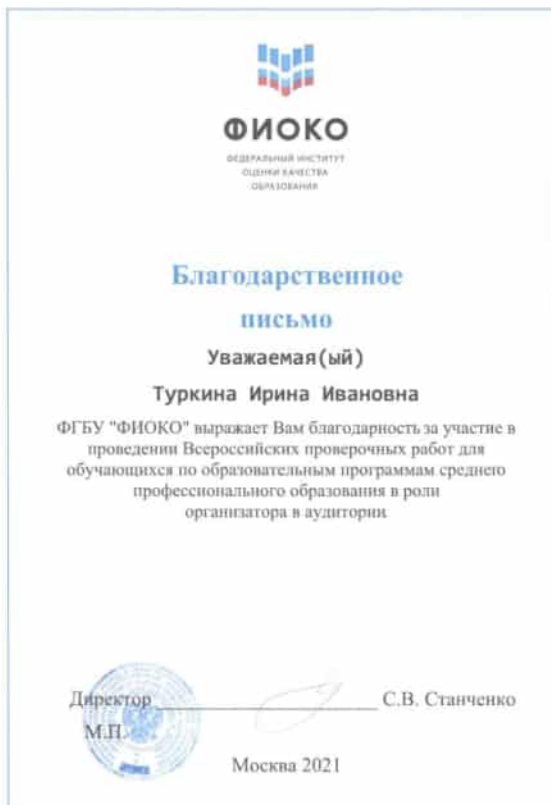 ФИОКО
ФЕДЕРАЛЬНЫЙ ИНСТИТУТ
ОЦЕНКИ КАЧЕСТВА
ОБРАЗОВАНИЯ
Благодарственное
письмо
Уважаемая(ый)
Туркина Ирина Ивановна
ФГБУ "ФИОКО" выражает Вам благодарность за участие в
проведении Всероссийских проверочных работ для
обучающихся по образовательным программам среднего
профессионального образования в роли
организатора в аудитории
Директор С.В. Станченко
М.П.
Москва 2021